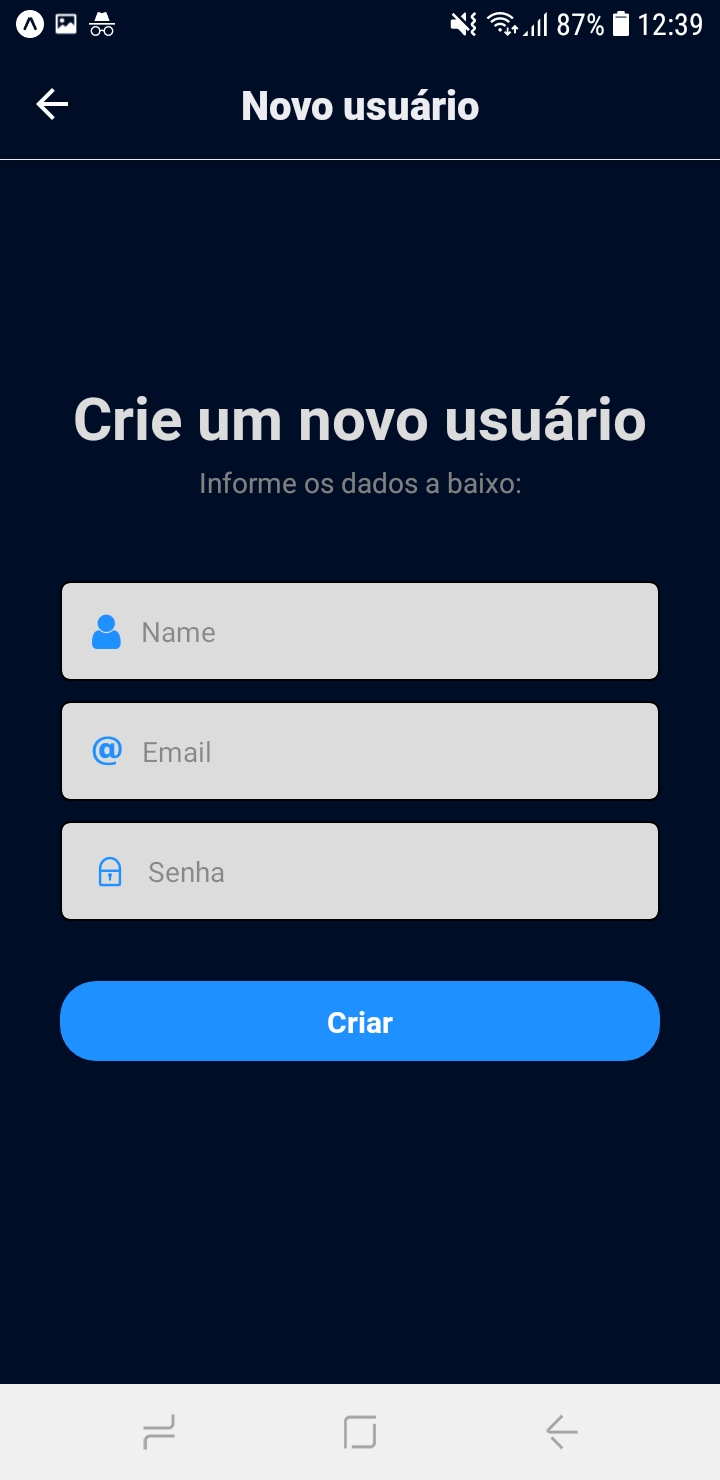 87% 12:39
Novo usuário
Crie um novo usuário
Informe os dados a baixo:
Name
@ Email
Senha
Criar